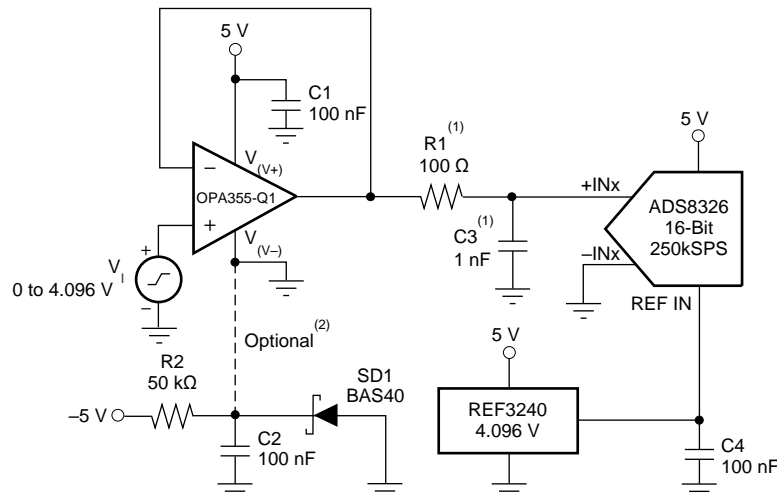 5 V
C1
100 nF
V(V+)
−
OPA355-Q1
+
V(V−)
R1(1)
100 Ω
+INx
5 V
ADS8326
16-Bit
250kSPS
C3(1)
1 nF
−INx
REF IN
+
VI
0 to 4.096 V
−
Optional(2)
R2
50 kΩ
SD1
BAS40
−5 V
C2
100 nF
5 V
REF3240
4.096 V
C4
100 nF